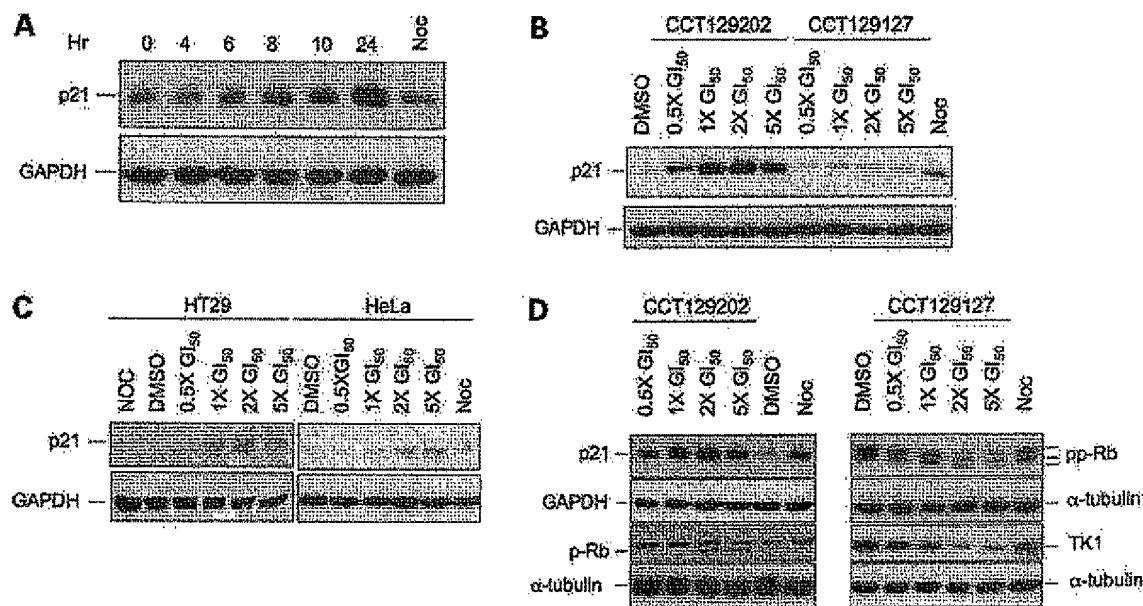 A
Hr 0 4 6 8 10 24 Noc
p21
GAPDH
B
CCT129202 CCT129127
DMSO 0.5X GI50 1X GI50 2X GI50 5X GI50 0.5X GI50 1X GI50 2X GI50 5X GI50 Noc
p21
GAPDH
C
HT29 HeLa
NOC DMSO 0.5X GI50 1X GI50 2X GI50 5X GI50 DMSO 0.5XGI50 1X GI50 2X GI50 5X GI50 Noc
p21
GAPDH
D
CCT129202 CCT129127
0.5X GI50 1X GI50 2X GI50 5X GI50 DMSO Noc DMSO 0.5X GI50 1X GI50 2X GI50 5X GI50 Noc
p21 pp-Rb
GAPDH α-tubulin
p-Rb TK1
α-tubulin α-tubulin